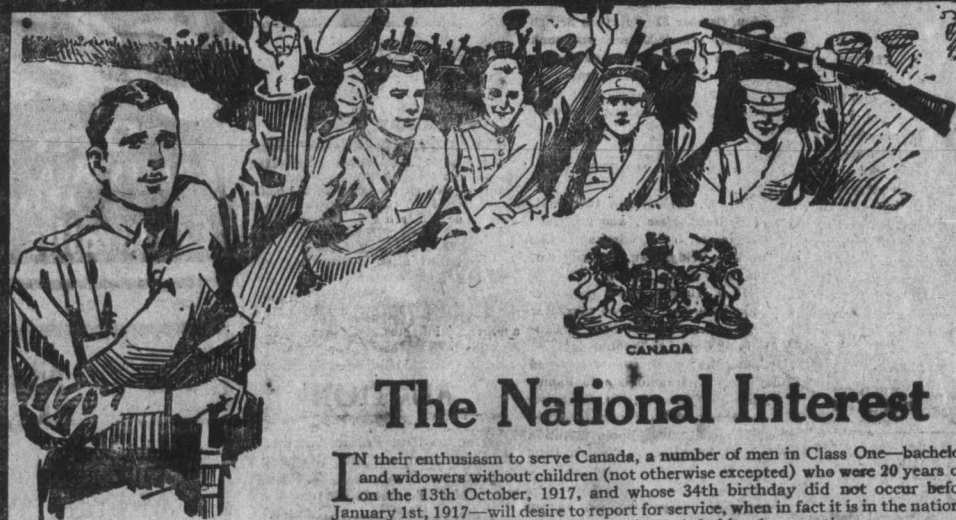 CANADA
The National Interest
IN their enthusiasm to serve Canada, a number of men in Class One—bachelo
and widowers without children (not otherwise excepted) who were 20 years o
on the 13th October, 1917, and whose 34th birthday did not occur befo
January 1st, 1917—will desire to report for service, when in fact it is in the nation